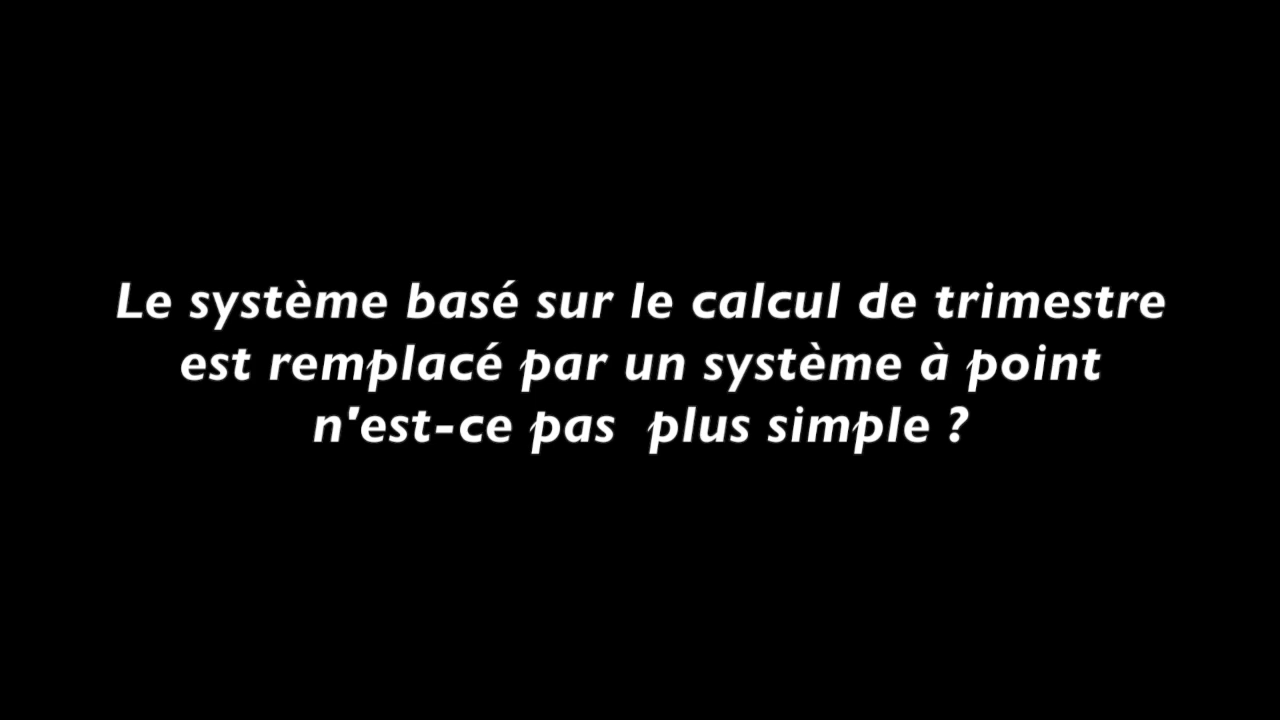 Le système basé sur le calcul de trimestre
est remplacé par un système à point
n'est-ce pas  plus simple ?